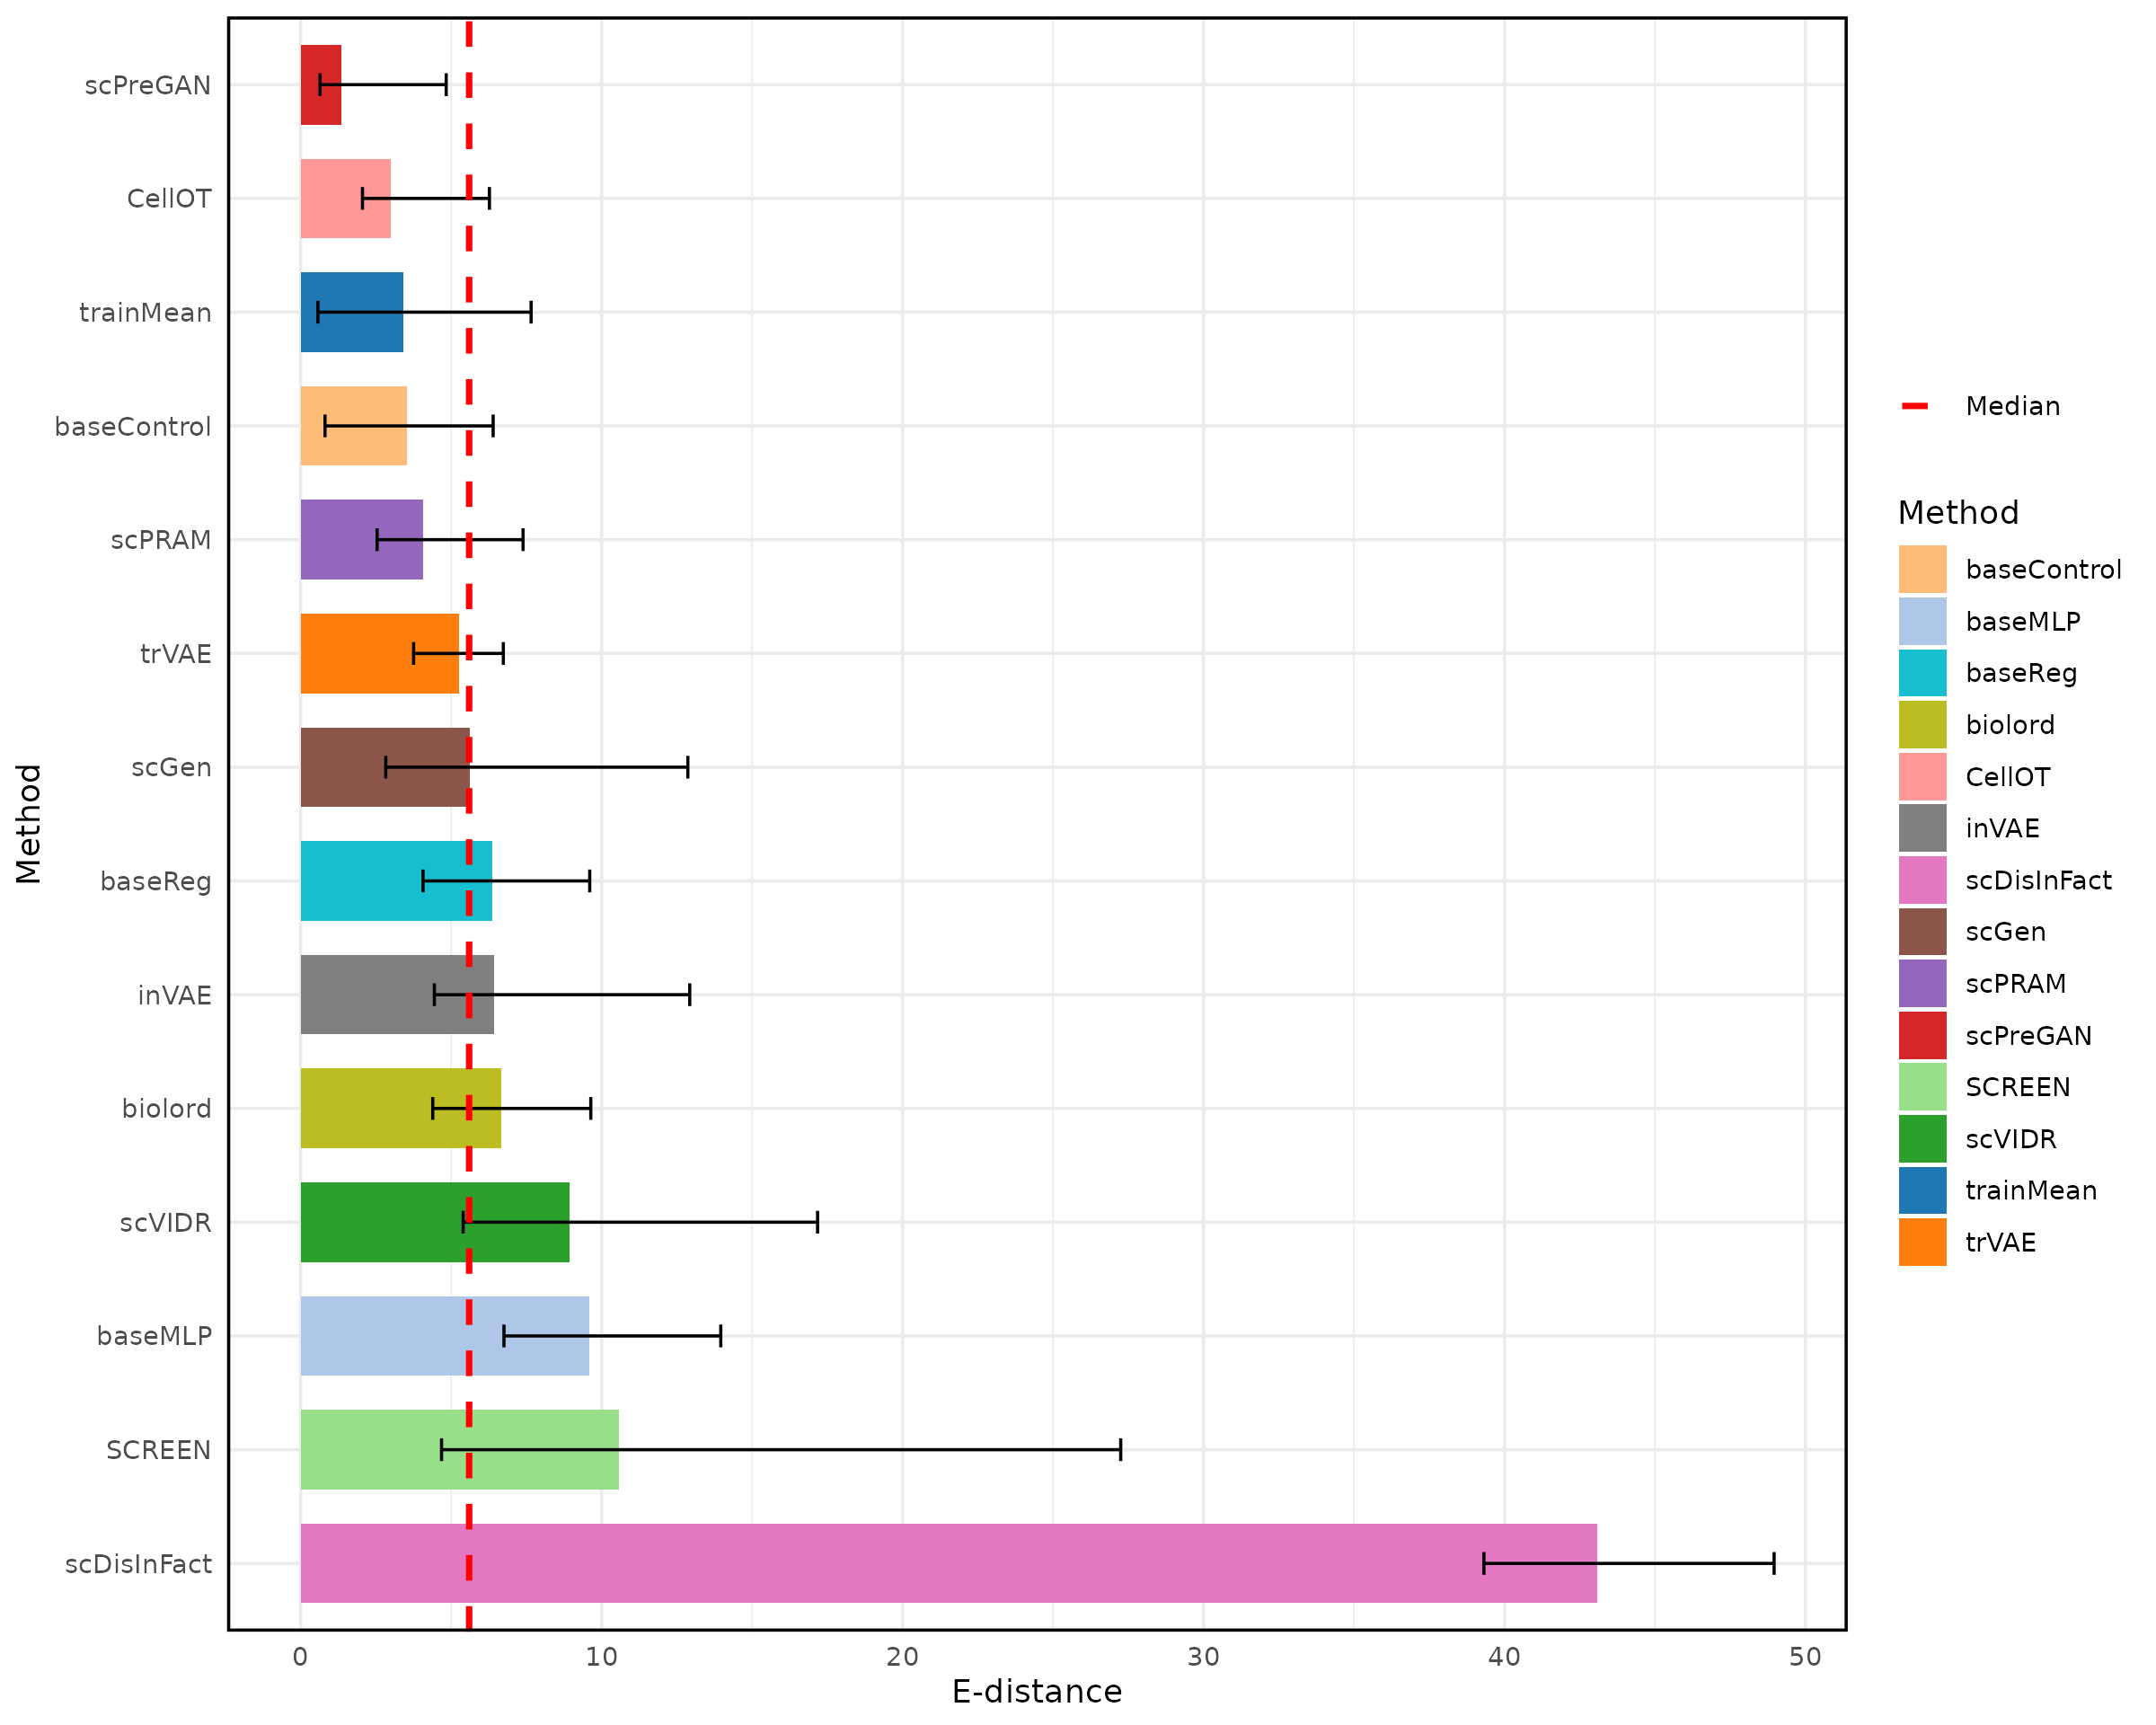 scPreGAN
CellOT
trainMean
baseControl
scPRAM
trVAE
scGen
baseReg
inVAE
biolord
scVIDR
baseMLP
SCREEN
scDisInFact
Method
0 10 20 30 40 50
E-distance
Median
Method
baseControl
baseMLP
baseReg
biolord
CellOT
inVAE
scDisInFact
scGen
scPRAM
scPreGAN
SCREEN
scVIDR
trainMean
trVAE